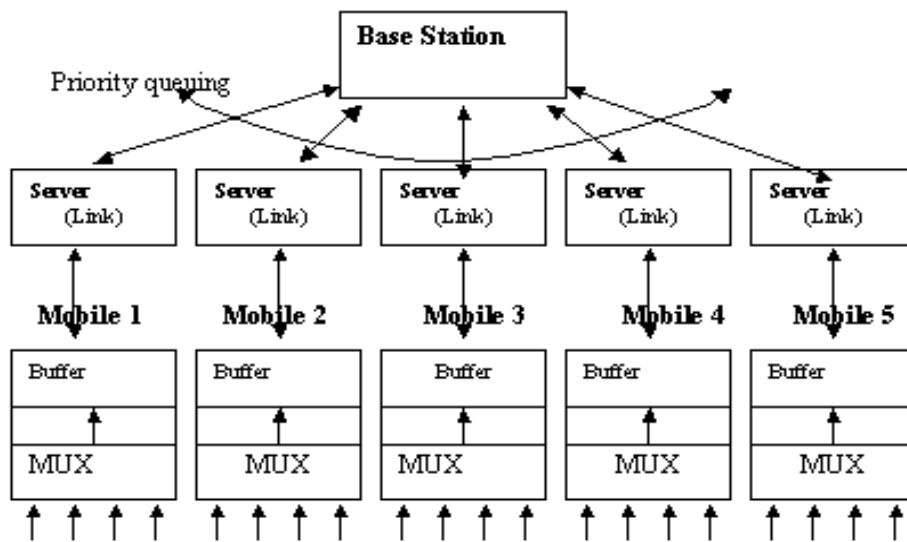 Base Station
Priority queuing
Server Server Server Server Server
(Link) (Link) (Link) (Link) (Link)
Mobile 1 Mobile 2 Mobile 3 Mobile 4 Mobile 5
Buffer Buffer Buffer Buffer Buffer
MUX MUX MUX MUX MUX